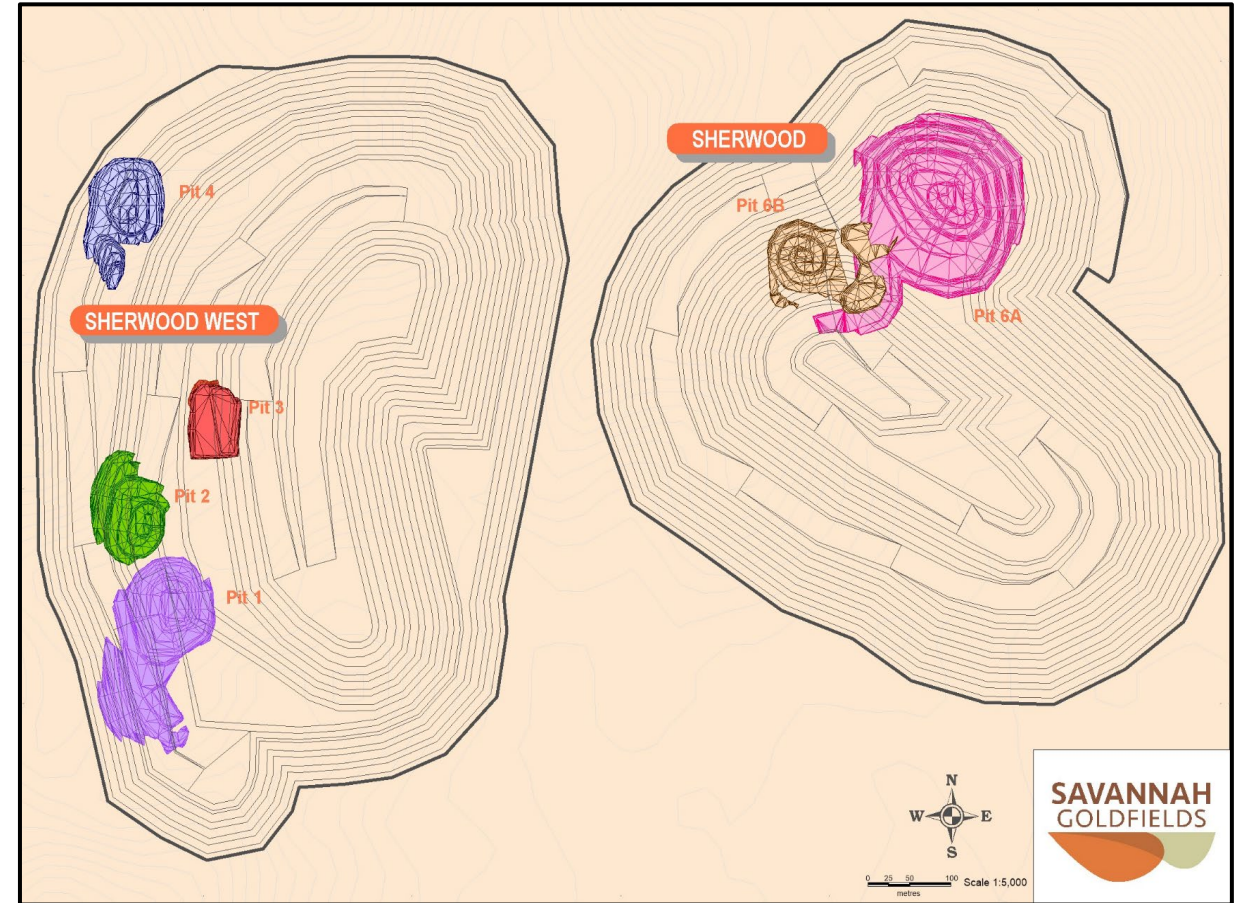 SHERWOOD
Pit 4
Pit 6B
SHERWOOD WEST
Pit 6A
Pit 3
Pit 2
Pit 1
N
W E
S
0 25 50 100
metres
Scale 1:5,000
SAVANNAH
GOLDFIELDS